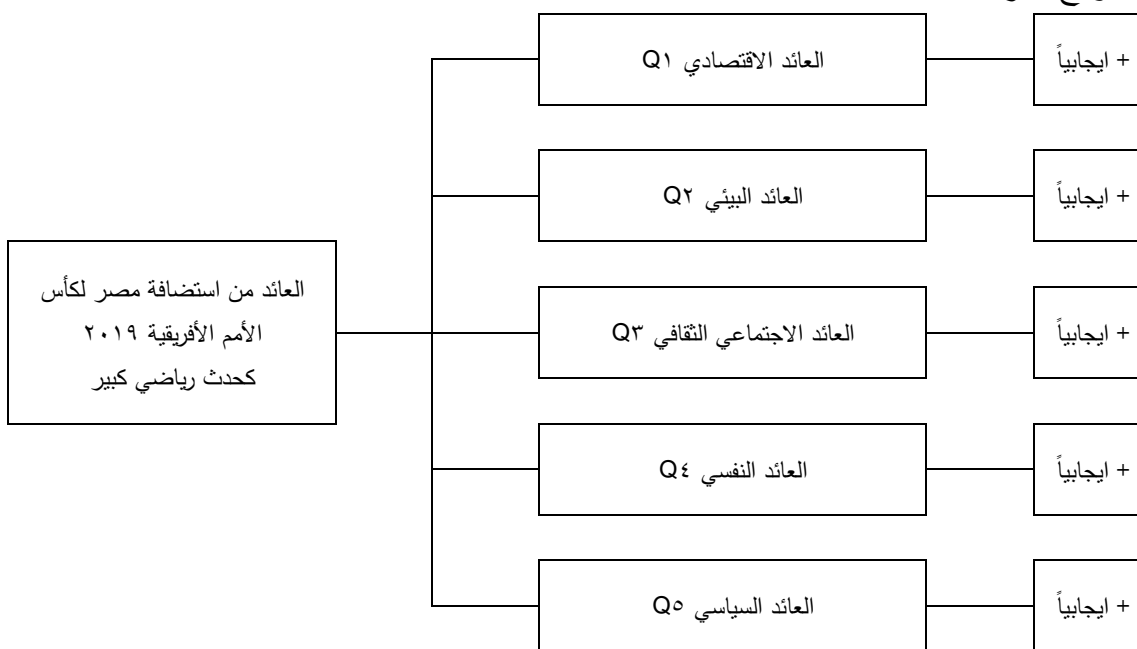 العائد الاقتصادي Q١
+ ايجابياً
العائد البيئي Q٢
+ ايجابياً
العائد من استضافة مصر لكأس
الأمم الأفريقية ٢٠١٩
كحدث رياضي كبير
العائد الاجتماعي الثقافي Q٣
+ ايجابياً
العائد النفسي Q٤
+ ايجابياً
العائد السياسي Q٥
+ ايجابياً